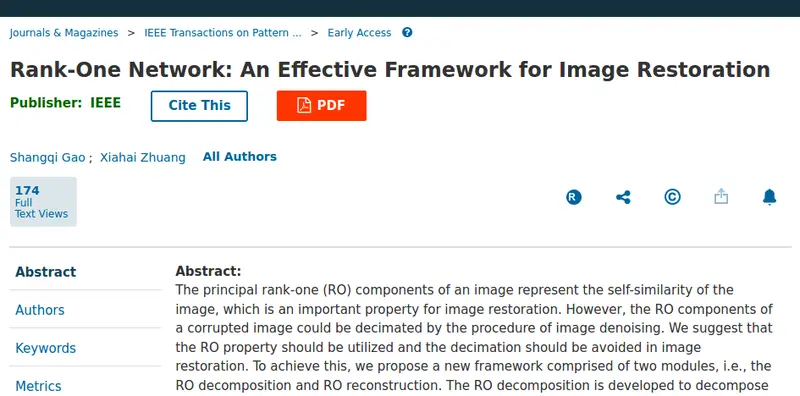 Journals & Magazines > IEEE Transactions on Pattern ... > Early Access ?
Rank-One Network: An Effective Framework for Image Restoration
Publisher: IEEE Cite This PDF
Shangqi Gao ; Xiahai Zhuang All Authors
174
Full
Text Views
R C
Abstract
Authors
Keywords
Metrics
Abstract:
The principal rank-one (RO) components of an image represent the self-similarity of the
image, which is an important property for image restoration. However, the RO components of
a corrupted image could be decimated by the procedure of image denoising. We suggest that
the RO property should be utilized and the decimation should be avoided in image
restoration. To achieve this, we propose a new framework comprised of two modules, i.e., the
RO decomposition and RO reconstruction. The RO decomposition is developed to decompose